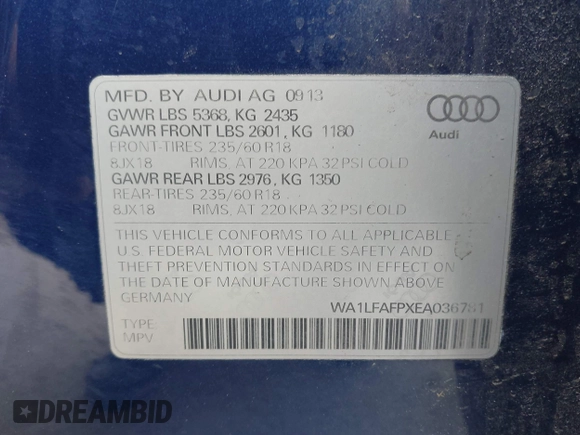 MFD. BY AUDI AG 09.13
GVWR LBS 5368, KG 2435
GAWR FRONT LBS 2601, KG 1180
FRONT-TIRES 235/60 R18
8JX18 RIMS, AT 220 KPA 32 PSI COLD
GAWR REAR LBS 2976, KG 1350
REAR-TIRES 235/60 R18
8JX18 RIMS, AT 220 KPA 32 PSI COLD
Audi
THIS VEHICLE CONFORMS TO ALL APPLICABLE
U.S. FEDERAL MOTOR VEHICLE SAFETY AND
THEFT PREVENTION STANDARDS IN EFFECT ON
THE DATE OF MANUFACTURE SHOWN ABOVE
GERMANY
WA1LFAFPXEA036781
TYPE:
MPV
DREAMBID